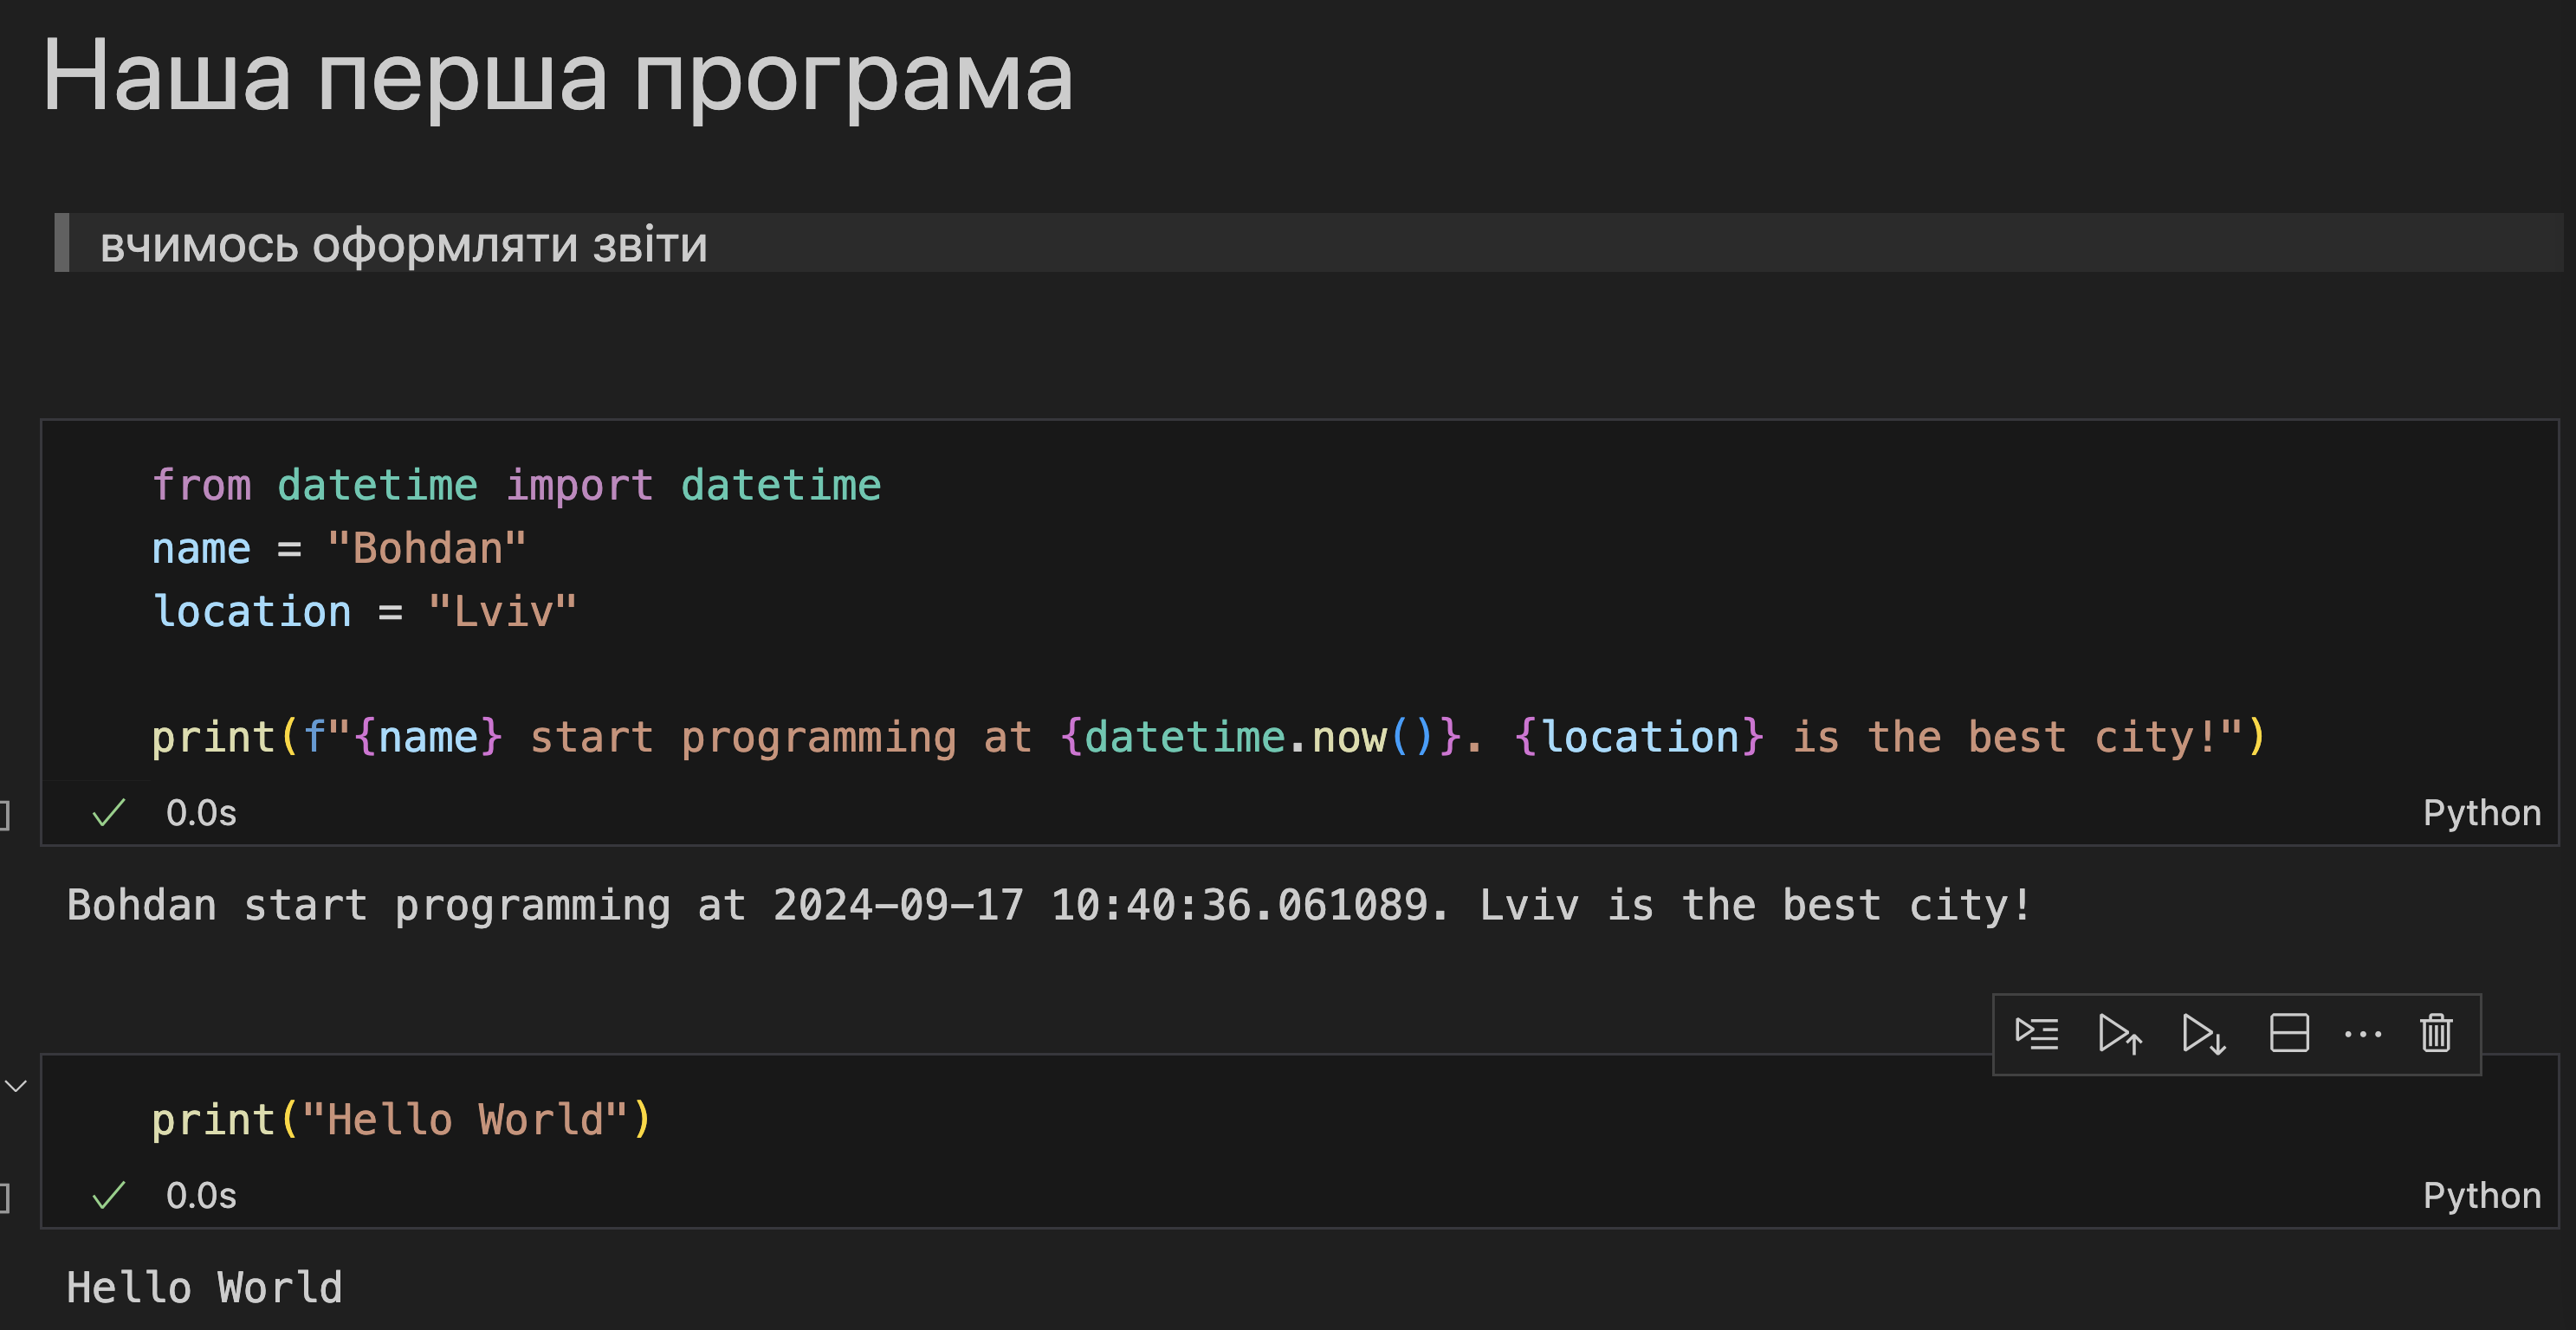 Наша перша програма
вчимось оформляти звіти
from datetime import datetime
name = "Bohdan"
location = "Lviv"
print(f"{name} start programming at {datetime.now()}. {location} is the best city!")
0.0s
Python
Bohdan start programming at 2024-09-17 10:40:36.061089. Lviv is the best city!
print("Hello World")
0.0s
Python
Hello World